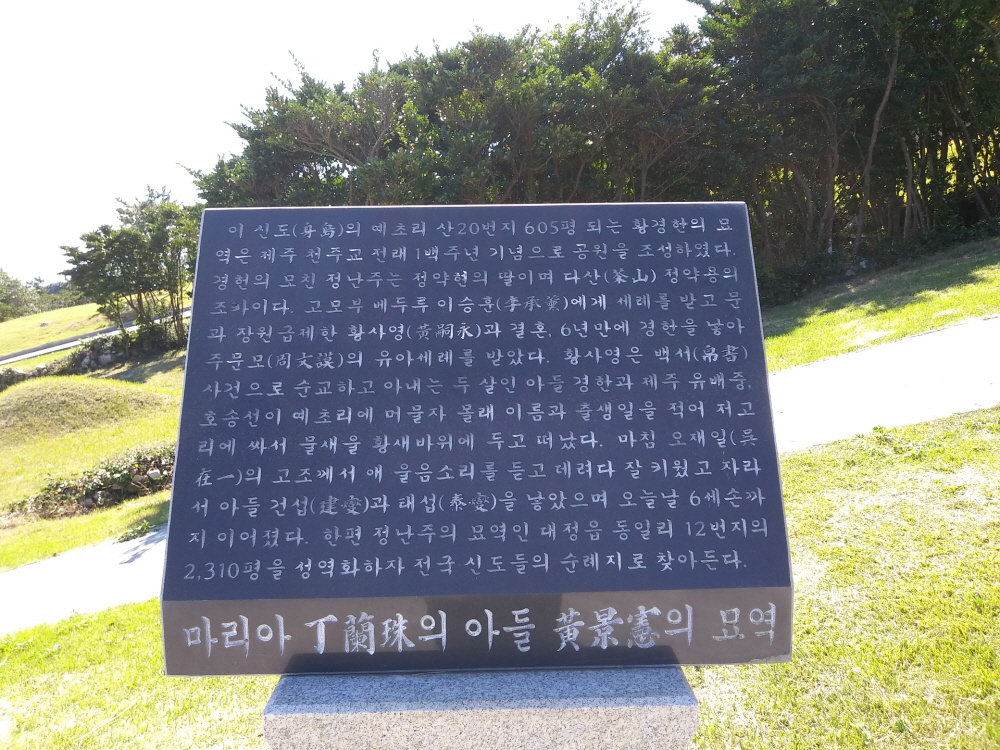 이 신도(身島)의 예초리 산20번지 605평 되는 황경한의 묘
역은 제주 천주교 전래 1백주년 기념으로 공원을 조성하였다.
경헌의 모친 정난주는 정약현의 딸이며 다산(茶山) 정약용의
조카이다. 고모부 베두루 이승훈(李承薰)에게 세례를 받고 문
과 장원 급제한 황사영(黃嗣永)과 결혼, 6년만에 경한을 낳아
주문모(周文謨)의 유아세례를 받았다. 황사영은 백서(帛書)
사건으로 순교하고 아내는 두 살인 아들 경한과 제주 유배중,
호송선이 예초리에 머물자 몰래 이름과 출생일을 적어 저고
리에 싸서 물새울 황새바위에 두고 떠났다. 마침 오재일(吳
在一)의 고조께서 애 울음소리를 듣고 데려다 잘 키웠고 자라
서 아들 건섭(建燮)과 태섭(泰燮)을 낳았으며 오늘날 6세손까
지 이어졌다. 한편 정난주의 묘역인 대정읍 동일리 12번지의
2,310평을 성역화하자 전국 신도들의 순례지로 찾아든다.
마리아 丁蘭珠의 아들 黃景憲의 묘역